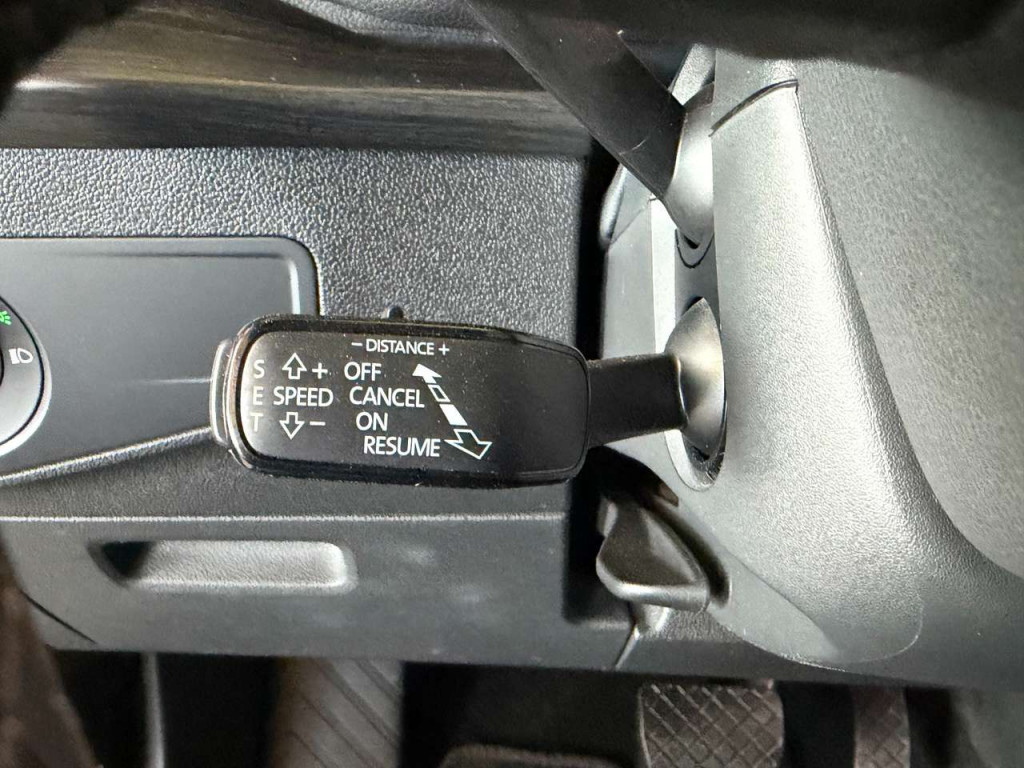 - DISTANCE +
S + OFF
E SPEED CANCEL
T - ON
RESUME